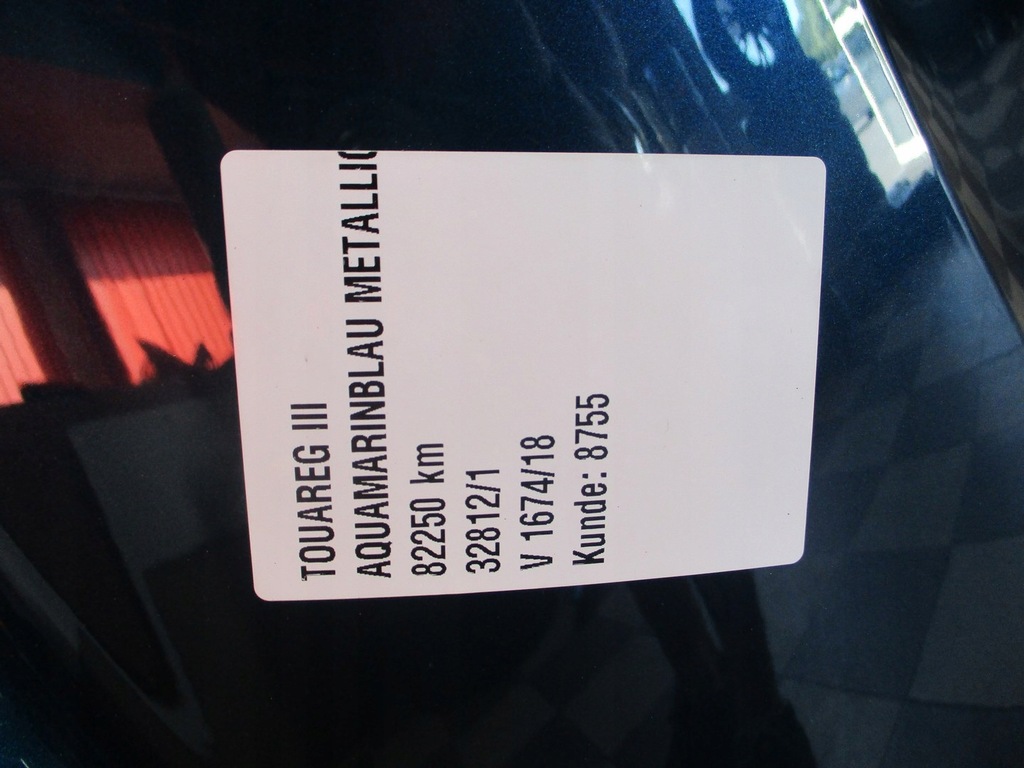 TOUAREG III
AQUAMARINBLAU METALLIC
82250 km
32812/1
V 1674/18
Kunde: 8755